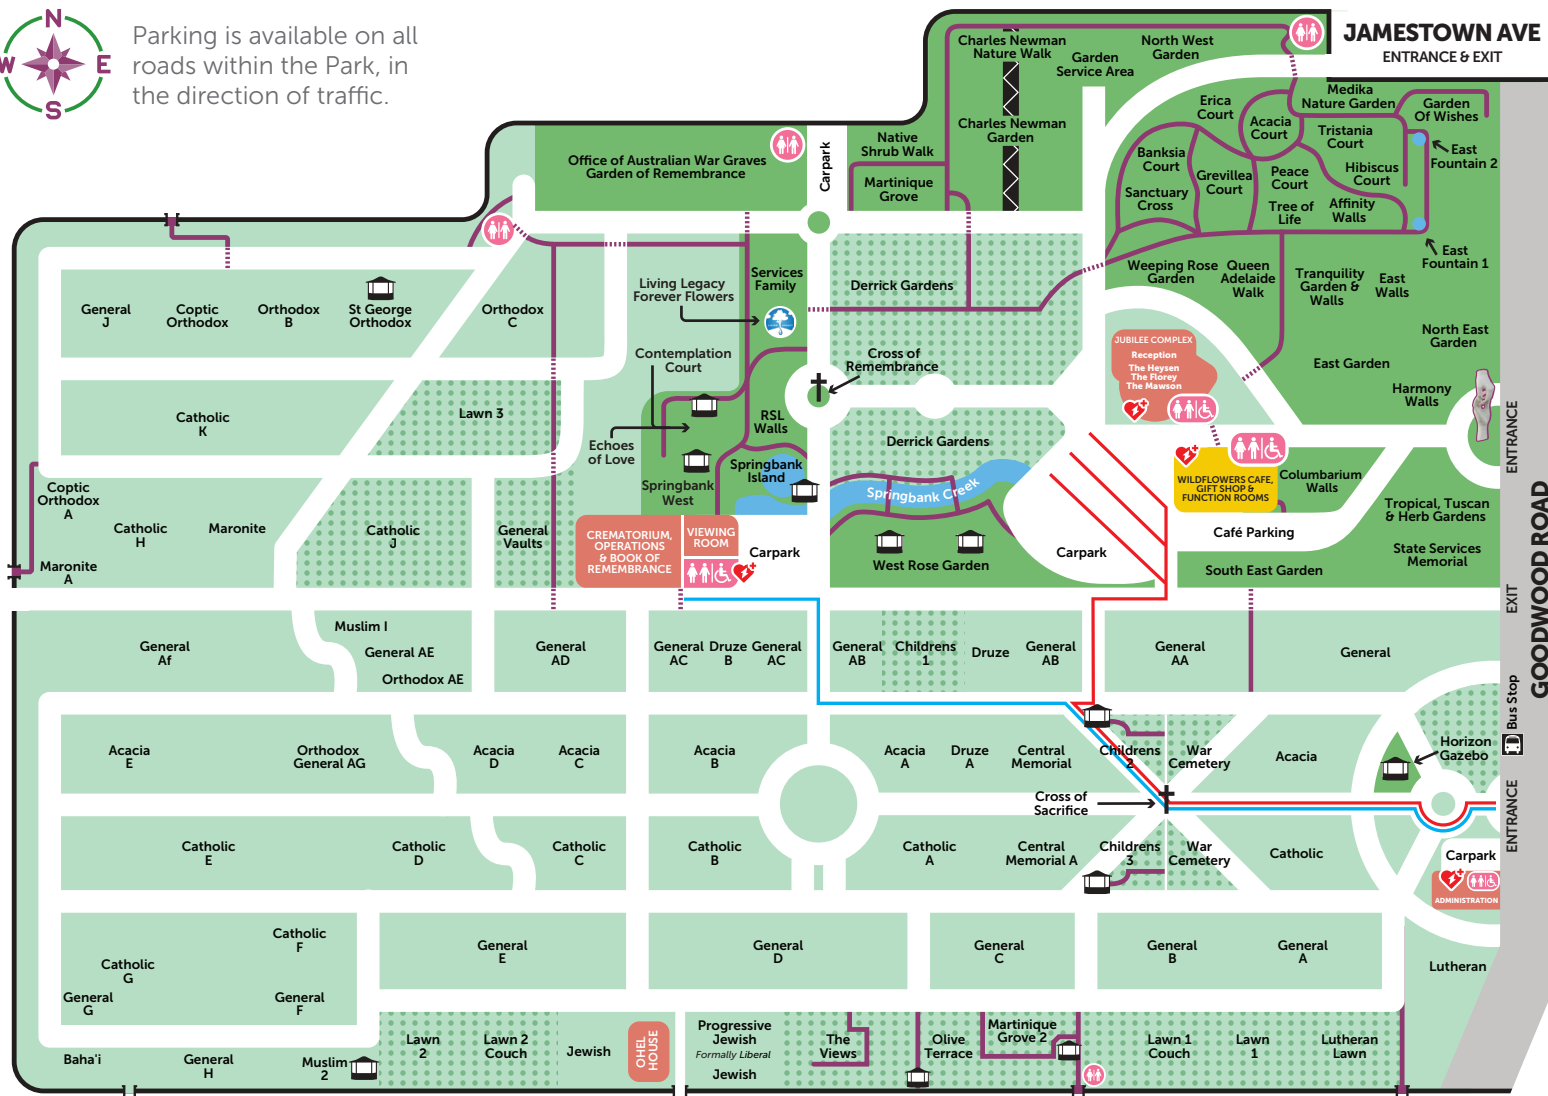 N
W
E
S
Parking is available on all
roads within the Park, in
the direction of traffic.
JAMESTOWN AVE
ENTRANCE & EXIT
Charles Newman
Nature Walk
Garden
Service Area
North West
Garden
Charles Newman
Garden
Native
Shrub Walk
Martinique
Grove
Office of Australian War Graves
Garden of Remembrance
Carpark
Erica
Court
Acacia
Court
Medika
Nature Garden
Garden
Of Wishes
Tristania
Court
East
Fountain 2
Banksia
Court
Hibiscus
Court
Grevillea
Court
Peace
Court
Sanctuary
Cross
Tree of
Life
Affinity
Walls
East
Fountain 1
Weeping Rose
Garden
Queen
Adelaide
Walk
Tranquility
Garden &
Walls
East
Walls
North East
Garden
East Garden
Harmony
Walls
General
J
Coptic
Orthodox
Orthodox
B
St George
Orthodox
Orthodox
C
Living Legacy
Forever Flowers
Services
Family
Derrick Gardens
Contemplation
Court
Cross of
Remembrance
JUBILEE COMPLEX
Reception
The Heysen
The Florey
The Mawson
Catholic
K
Lawn 3
RSL
Walls
Echoes
of Love
Derrick Gardens
Springbank
Island
Springbank
West
Springbank Creek
WILDFLOWERS CAFE,
GIFT SHOP &
FUNCTION ROOMS
Columbarium
Walls
ENTRANCE
Tropical, Tuscan
& Herb Gardens
Coptic
Orthodox
A
Catholic
H
Maronite
Catholic
J
General
Vaults
Maronite
A
CREMATORIUM,
OPERATIONS
& BOOK OF
REMEMBRANCE
VIEWING
ROOM
Carpark
West Rose Garden
Carpark
Café Parking
State Services
Memorial
South East Garden
EXIT
GOODWOOD ROAD
General
Af
Muslim I
General AE
Orthodox AE
General
AD
General
AC
Druze
B
General
AC
General
AB
Childrens
1
Druze
General
AB
General
AA
General
Bus Stop
Acacia
E
Orthodox
General AG
Acacia
D
Acacia
C
Acacia
B
Acacia
A
Druze
A
Central
Memorial
Childrens
2
War
Cemetery
Acacia
Horizon
Gazebo
Cross of
Sacrifice
ENTRANCE
Catholic
E
Catholic
D
Catholic
C
Catholic
B
Catholic
A
Central
Memorial A
Childrens
3
War
Cemetery
Catholic
Carpark
ADMINISTRATION
Catholic
F
Catholic
G
General
G
General
F
General
E
General
D
General
C
General
B
General
A
Lutheran
Baha'i
General
H
Muslim
2
Lawn
2
Lawn 2
Couch
Jewish
OHEL
HOUSE
Progressive
Jewish
Formally Liberal
Jewish
The
Views
Olive
Terrace
Martinique
Grove 2
Lawn 1
Couch
Lawn
1
Lutheran
Lawn